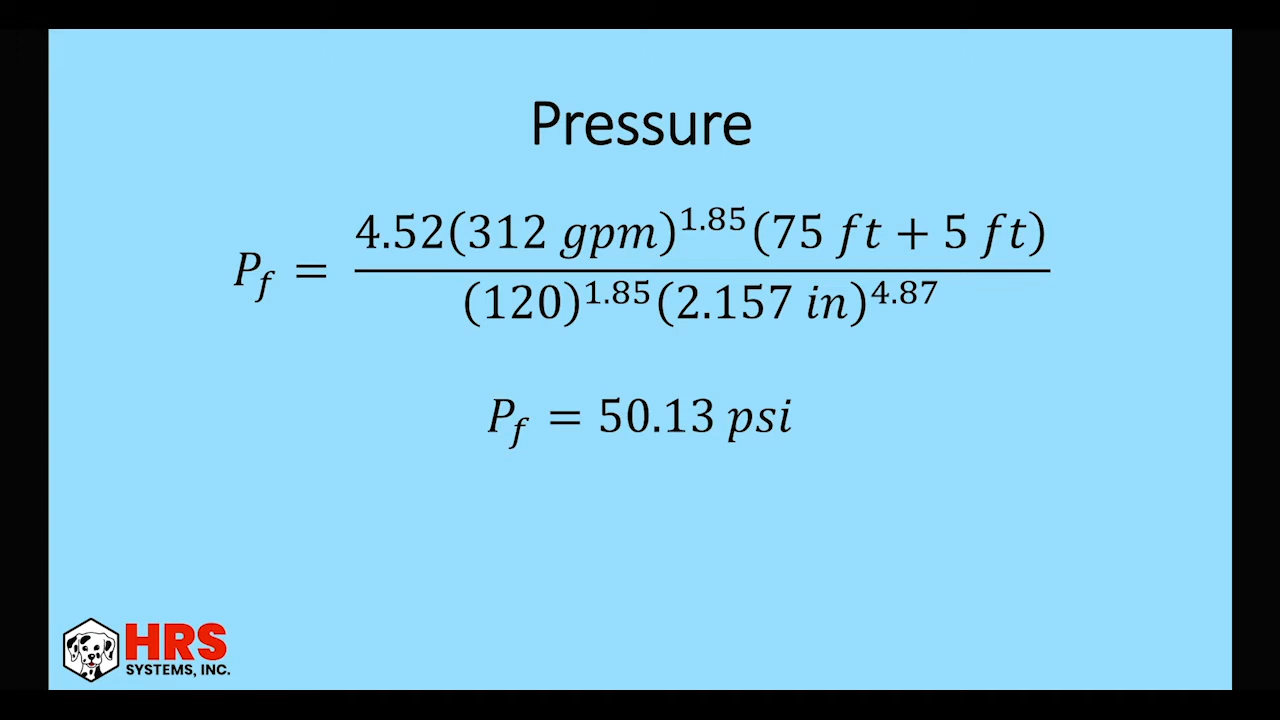 Pressure
P_f = \frac{4.52(312 gpm)^{1.85}(75 ft + 5 ft)}{(120)^{1.85}(2.157 in)^{4.87}}
P_f = 50.13 psi
HRS
SYSTEMS, INC.